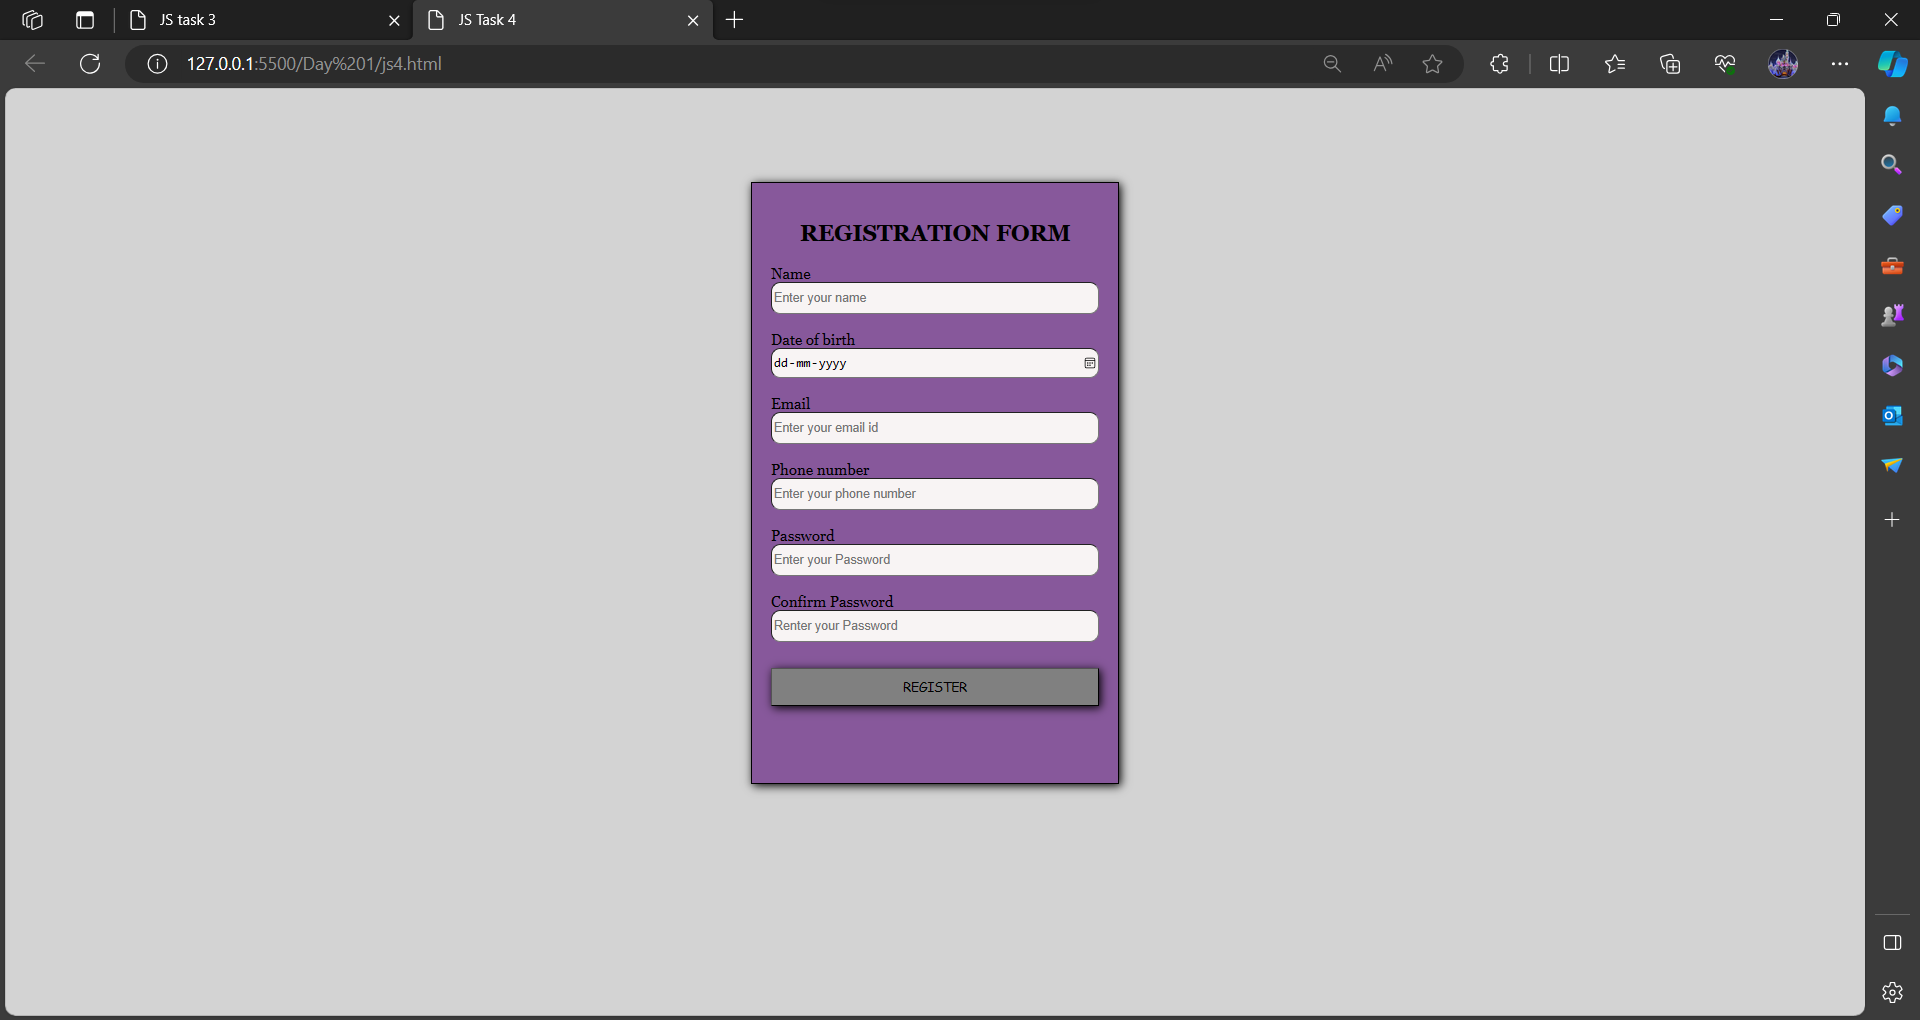 JS task 3
JS Task 4
127.0.0.1:5500/Day%201/js4.html
REGISTRATION FORM
Name
Enter your name
Date of birth
dd-mm-yyyy
Email
Enter your email id
Phone number
Enter your phone number
Password
Enter your Password
Confirm Password
Renter your Password
REGISTER